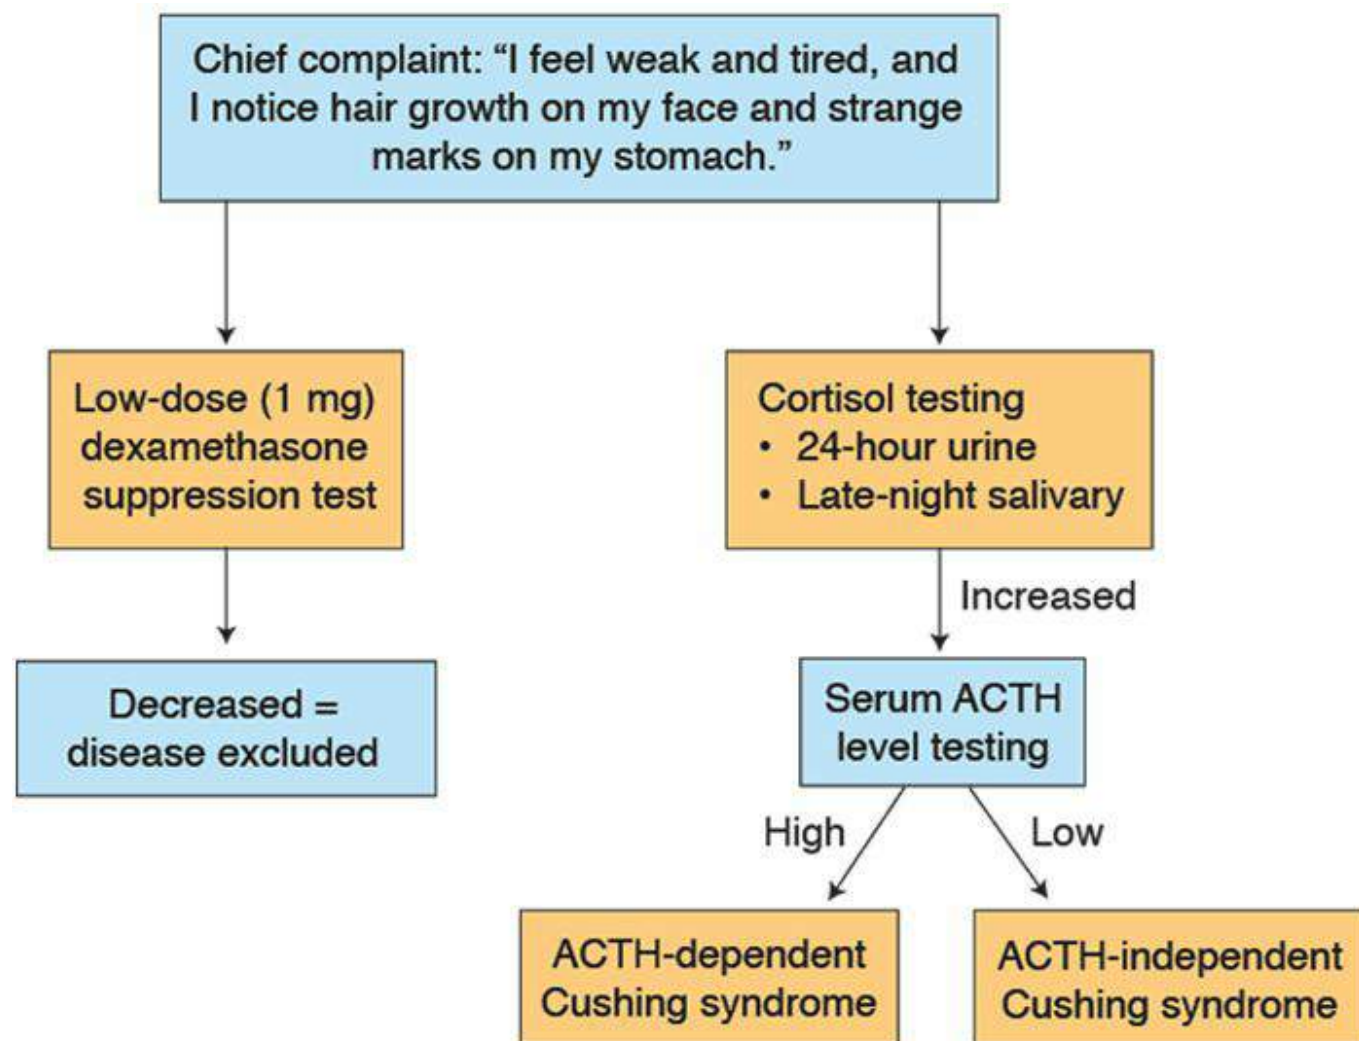 Chief complaint: “I feel weak and tired, and
I notice hair growth on my face and strange
marks on my stomach.”
Low-dose (1 mg)
dexamethasone
suppression test
Decreased =
disease excluded
Cortisol testing
• 24-hour urine
• Late-night salivary
Increased
Serum ACTH
level testing
High
Low
ACTH-dependent
Cushing syndrome
ACTH-independent
Cushing syndrome